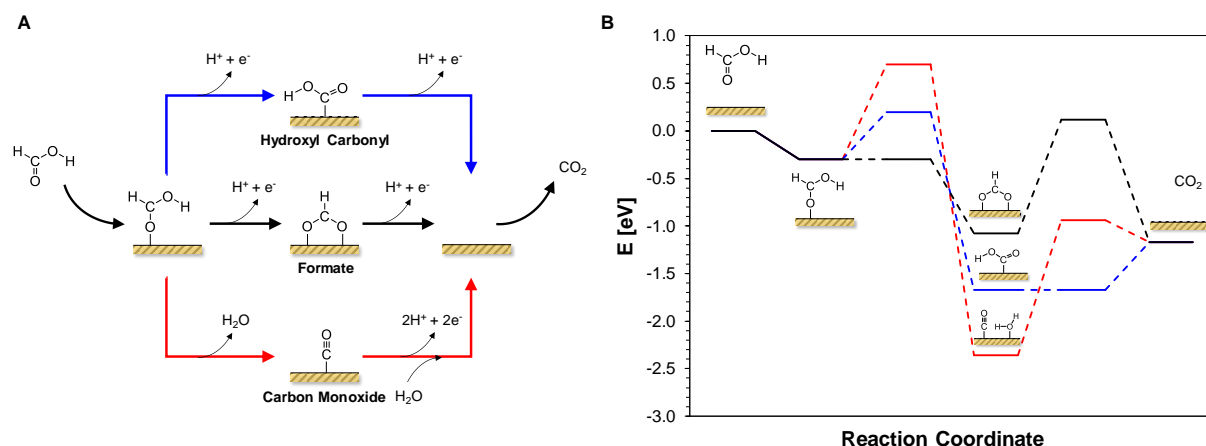 A
H⁺ + e⁻
H⁺ + e⁻
H O O
C
Hydroxyl Carbonyl
H C O H
O
H C O H
O
H⁺ + e⁻
H⁺ + e⁻
H
C
O O
Formate
CO₂
H₂O
2H⁺ + 2e⁻
O
C
Carbon Monoxide
H₂O
B
E [eV]
1.0
0.5
0.0
-0.5
-1.0
-1.5
-2.0
-2.5
-3.0
H C O H
O
H C O H
O
H
C
O O
H O C O
O
C
H O H
CO₂
Reaction Coordinate